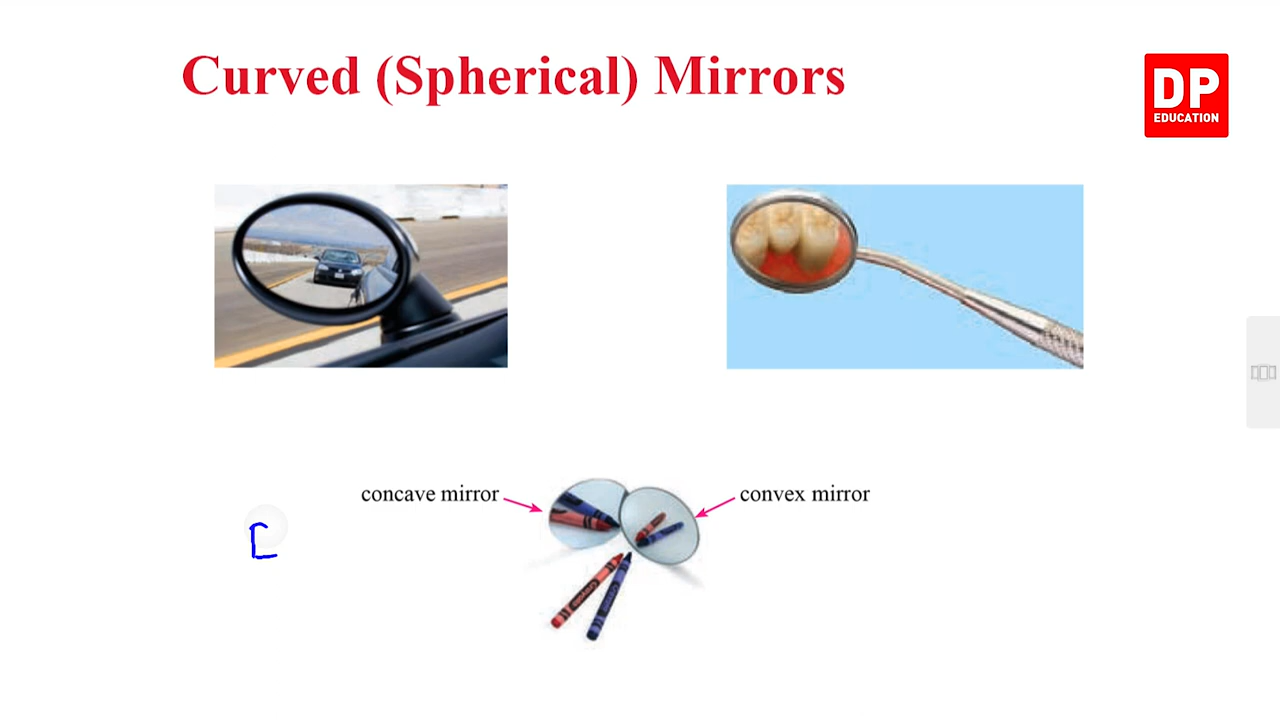 Curved (Spherical) Mirrors
DP
EDUCATION
concave mirror
convex mirror